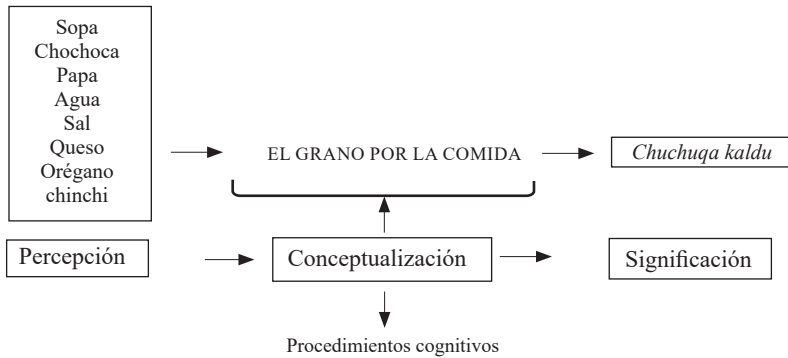 Sopa
Chochoca
Papa
Agua
Sal
Queso
Orégano
chinchi
EL GRANO POR LA COMIDA
Chuchuqa kaldu
Percepción
Conceptualización
Significación
Procedimientos cognitivos